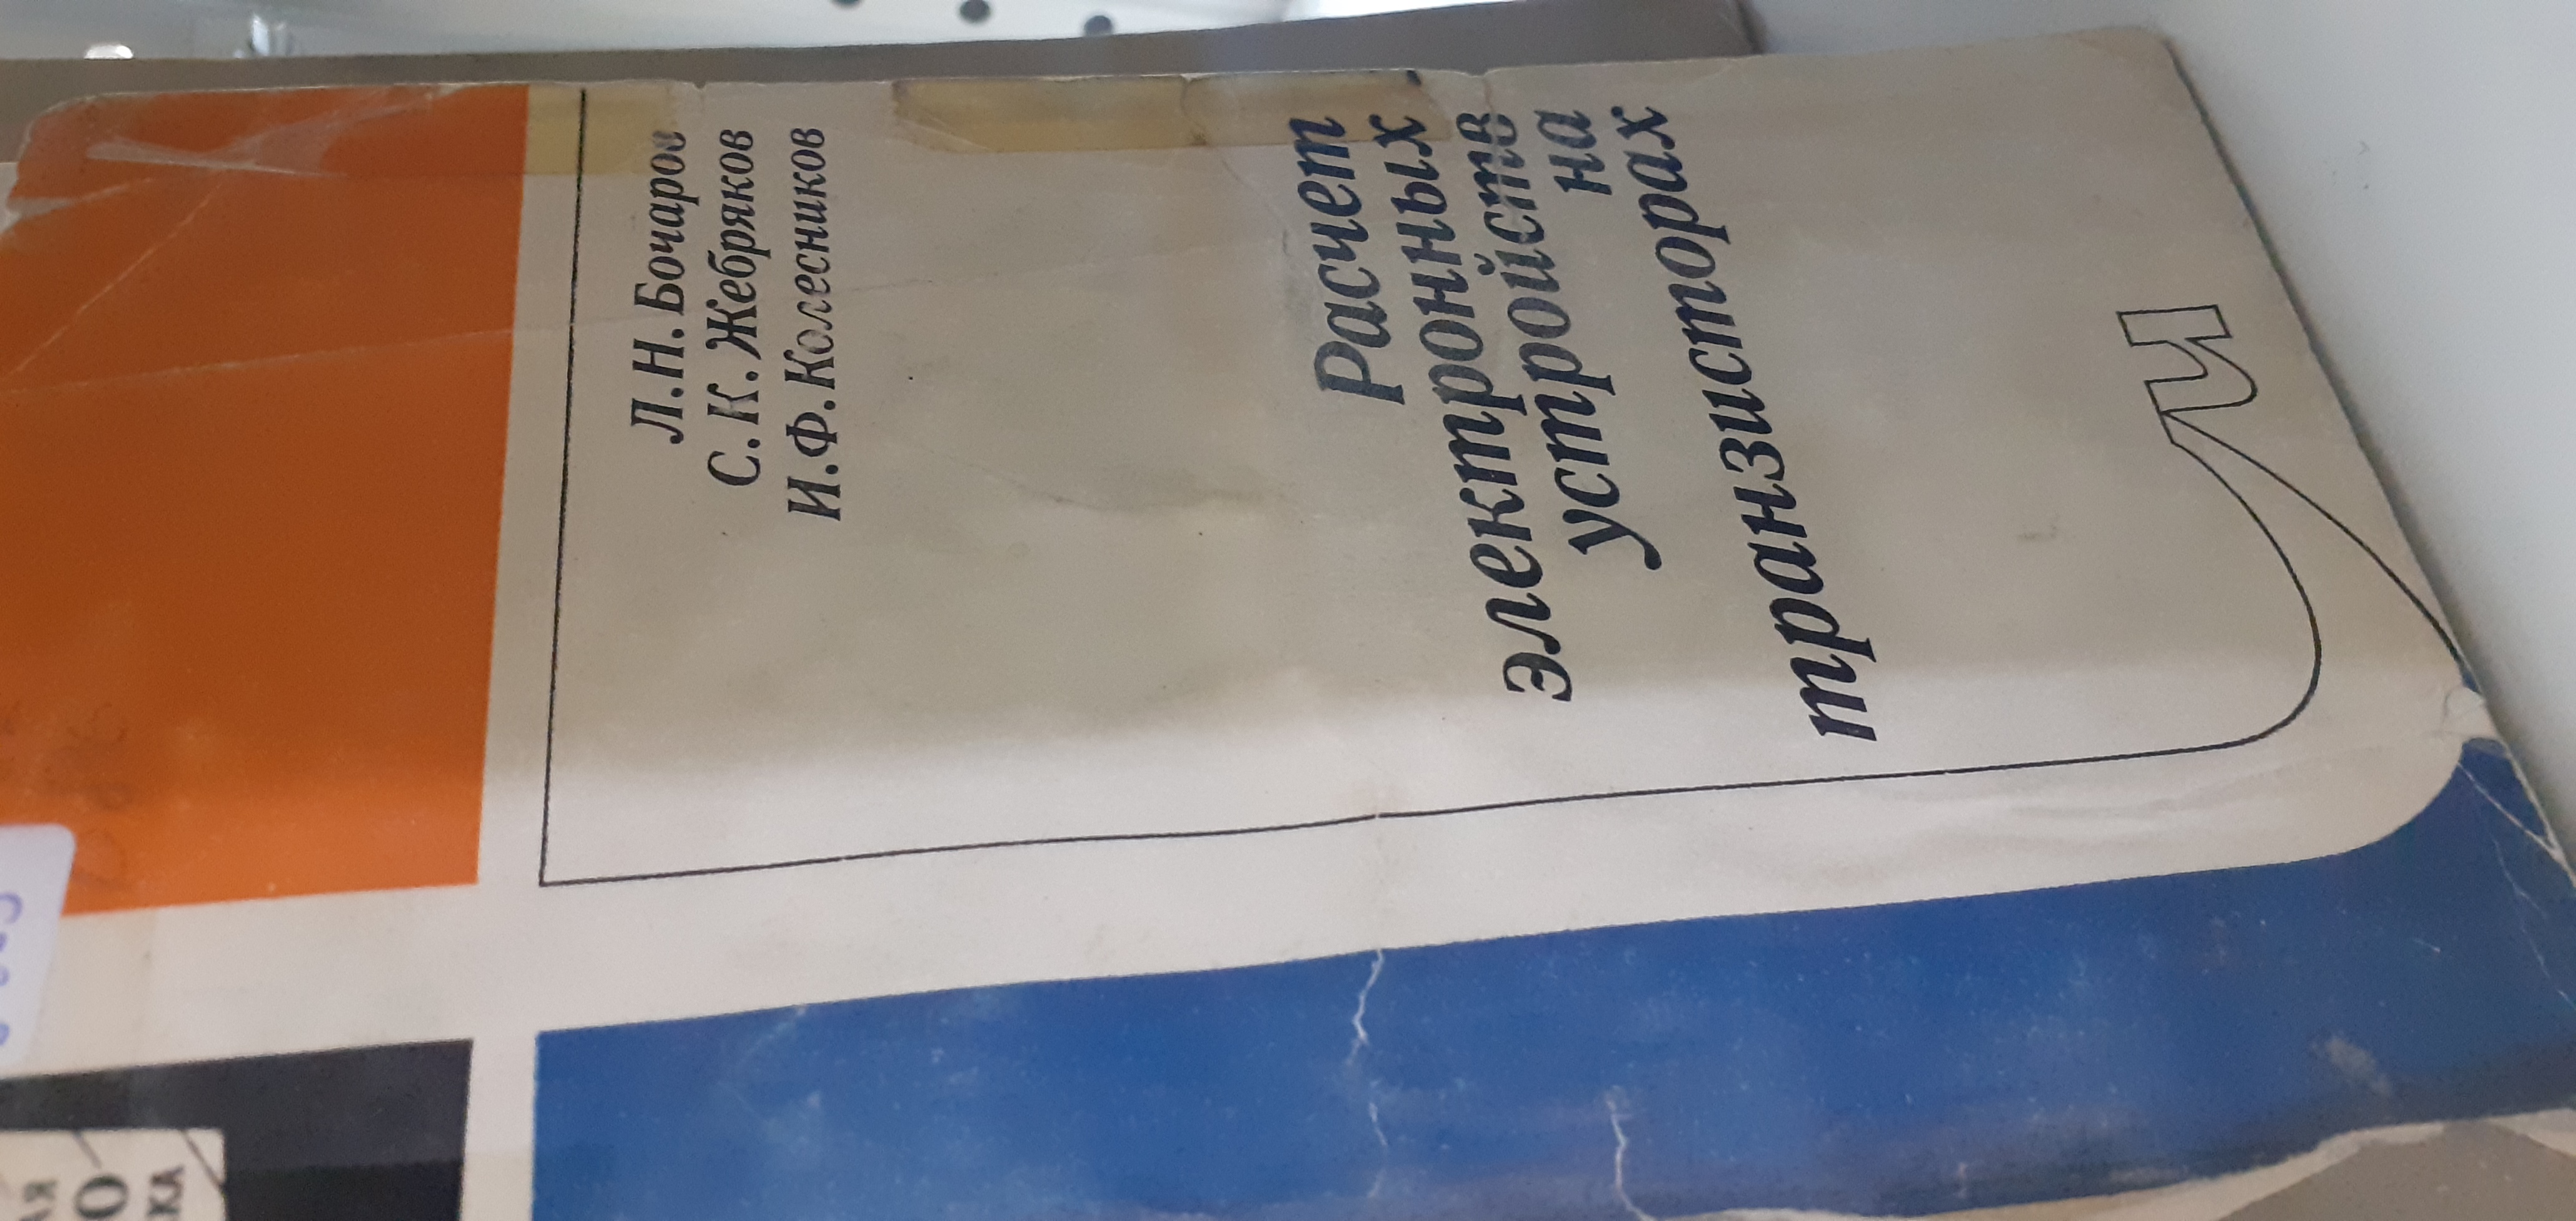 Л.Н.Бочаров
С.К.Жебряков
И.Ф.Колесников
Расчет
электронных
устройств
на
транзисторах